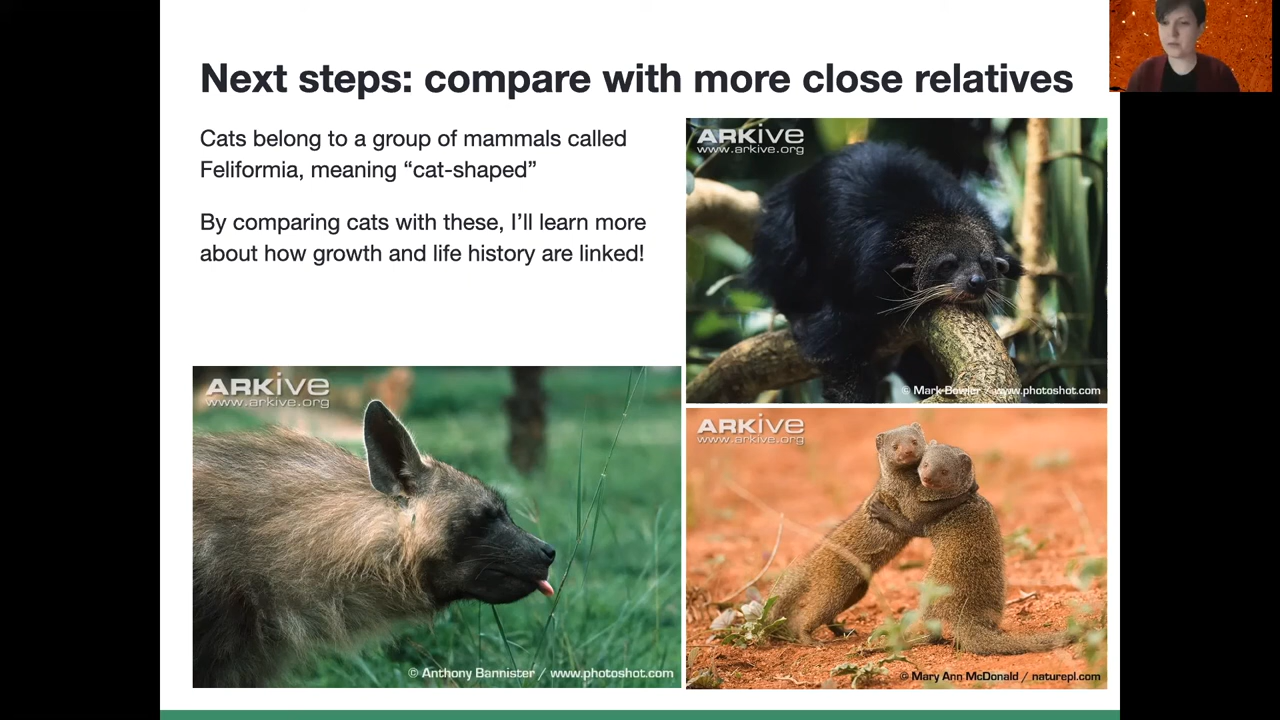 Next steps: compare with more close relatives
Cats belong to a group of mammals called
Feliformia, meaning “cat-shaped”
By comparing cats with these, I’ll learn more
about how growth and life history are linked!
ARKive
www.arkive.org
© Mark Bowler / www.photoshot.com
ARKive
www.arkive.org
© Anthony Bannister / www.photoshot.com
ARKive
www.arkive.org
© Mary Ann McDonald / naturepl.com